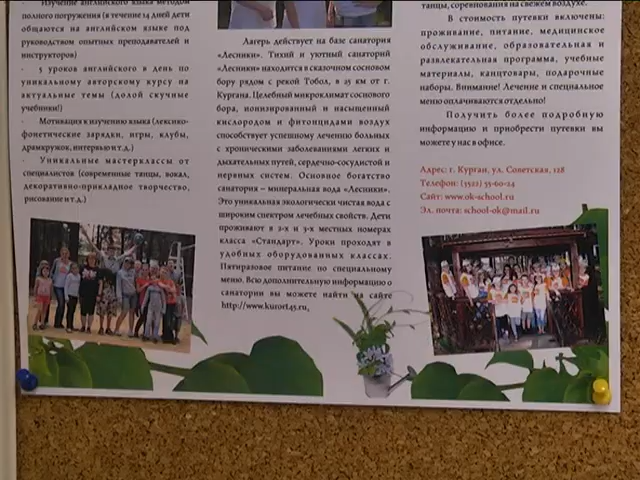 Изучение английского языка методом
полного погружения (в течение 14 дней дети
общаются на английском языке под
руководством опытных преподавателей и
инструкторов)
· 5 уроков английского в день по
уникальному авторскому курсу на
актуальные темы (долой скучные
учебники!)
· Мотивация к изучению языка (лексико-
фонетические зарядки, игры, клубы,
драмкружок, интервью и т.д.)
· Уникальные мастерклассы от
специалистов (современные танцы, вокал,
декоративно-прикладное творчество,
рисование и т.д.)
Лагерь действует на базе санатория
«Лесники». Тихий и уютный санаторий
«Лесники» находится в сказочном сосновом
бору рядом с рекой Тобол, в 25 км от г.
Кургана. Целебный микроклимат соснового
бора, ионизированный и насыщенный
кислородом и фитонцидами воздух
способствует успешному лечению больных
с хроническими заболеваниями легких и
дыхательных путей, сердечно-сосудистой и
нервных систем. Основное богатство
санатория – минеральная вода «Лесники».
Это уникальная экологически чистая вода с
широким спектром лечебных свойств. Дети
проживают в 2-х и 3-х местных номерах
класса «Стандарт». Уроки проходят в
удобных оборудованных классах.
Пятиразовое питание по специальному
меню. Всю дополнительную информацию о
санатории вы можете найти на сайте
http://www.kurort45.ru.
танцы, соревнования на свежем воздухе.
В стоимость путевки включены:
проживание, питание, медицинское
обслуживание, образовательная и
развлекательная программа, учебные
материалы, канцтовары, подарочные
наборы. Внимание! Лечение и специальное
меню оплачиваются отдельно!
Получить более подробную
информацию и приобрести путевки вы
можете у нас в офисе.
Адрес: г. Курган, ул. Советская, 128
Телефон: (3522) 55-60-24
Сайт: www.ok-school.ru
Эл. почта: school-ok@mail.ru